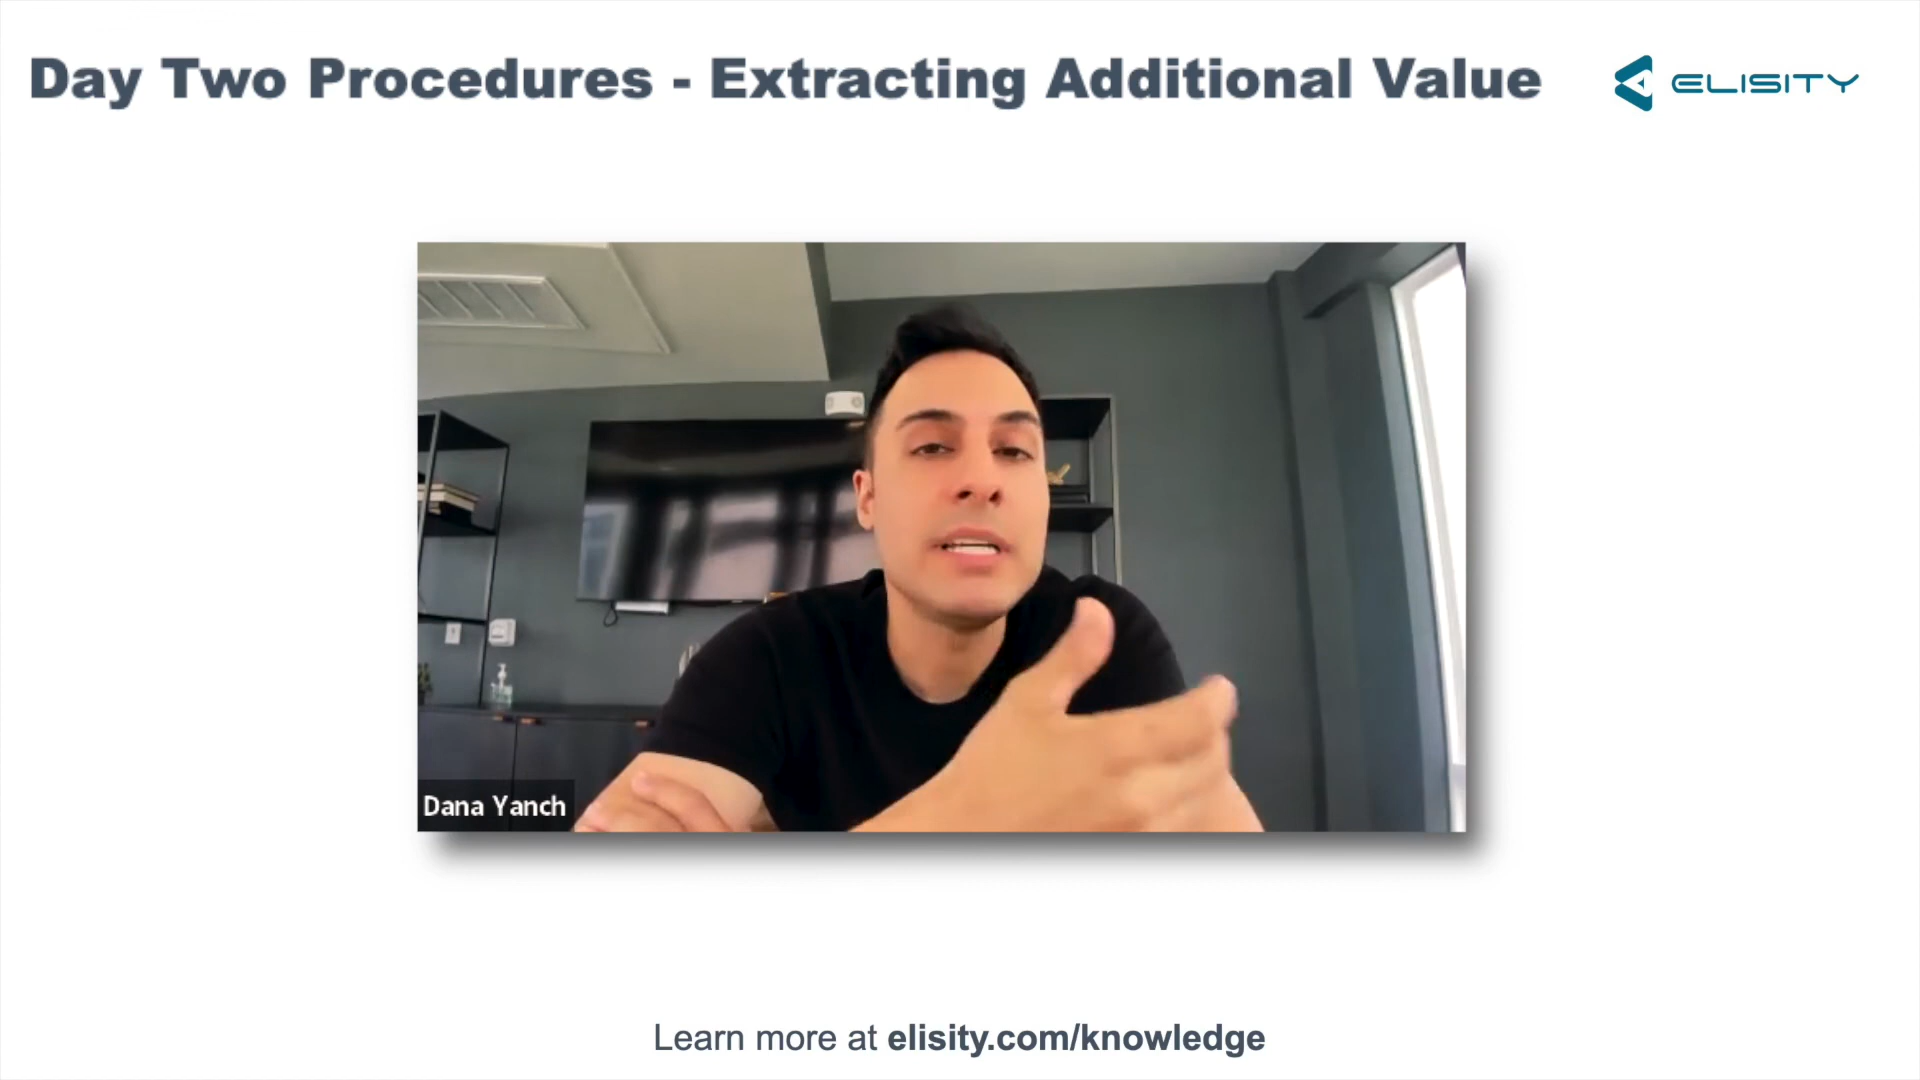 Day Two Procedures - Extracting Additional Value
ELISITY
Dana Yanch
Learn more at elisity.com/knowledge